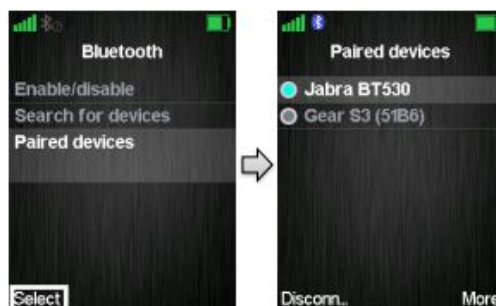 Bluetooth
Enable/disable
Search for devices
Paired devices
Select
Paired devices
Jabra BT530
Gear S3 (51B6)
Disconn.. More